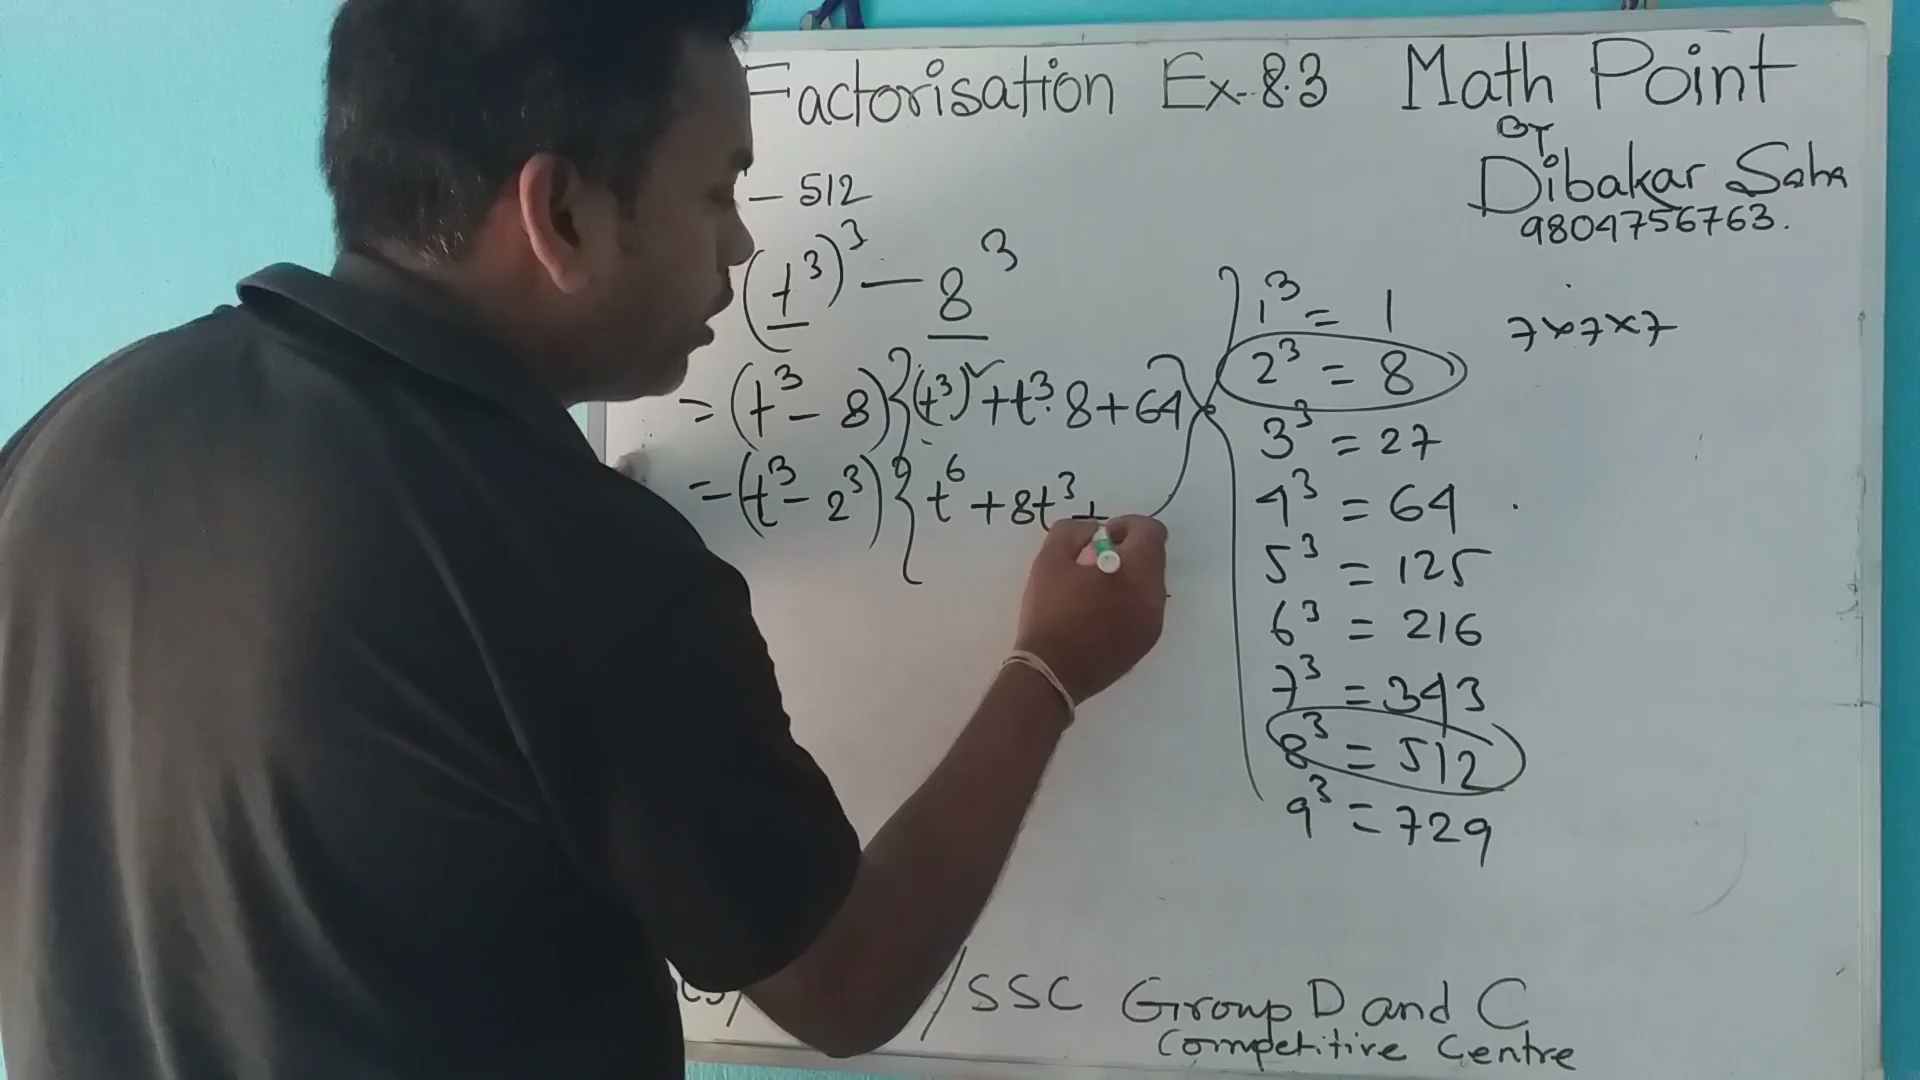 Factorisation Ex-8.3 Math Point
BY
Dibakar Saha
9804756763.
- 512
(t³)³ - 8³
= (t³ - 8){(t³)² + t³·8 + 64}
= (t³ - 2³){t⁶ + 8t³ +
1³ = 1
2³ = 8
3³ = 27
4³ = 64
5³ = 125
6³ = 216
7³ = 343
8³ = 512
9³ = 729
7×7×7
/SSC Group D and C
Competitive Centre